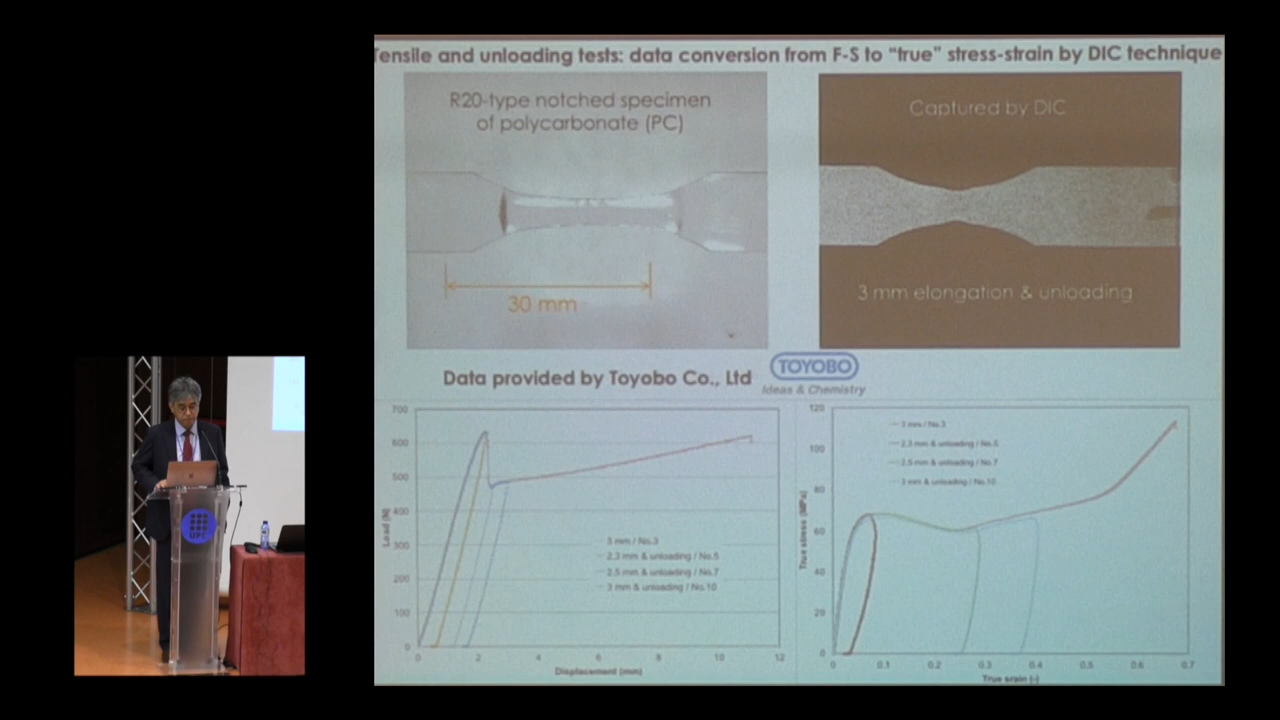 Tensile and unloading tests: data conversion from F-S to "true" stress-strain by DIC technique
R20-type notched specimen
of polycarbonate (PC)
30 mm
Captured by DIC
3 mm elongation & unloading
Data provided by Toyobo Co., Ltd
TOYOBO
Ideas & Chemistry
700
600
500
400
300
200
100
0
Load (N)
3 mm / No.3
2.3 mm & unloading / No.5
2.5 mm & unloading / No.7
3 mm & unloading / No.10
0 2 4 6 8 10 12
Displacement (mm)
120
100
80
60
40
20
0
True stress (MPa)
3 mm / No.3
2.3 mm & unloading / No.5
2.5 mm & unloading / No.7
3 mm & unloading / No.10
0 0.1 0.2 0.3 0.4 0.5 0.6 0.7
True srain (-)
UPC